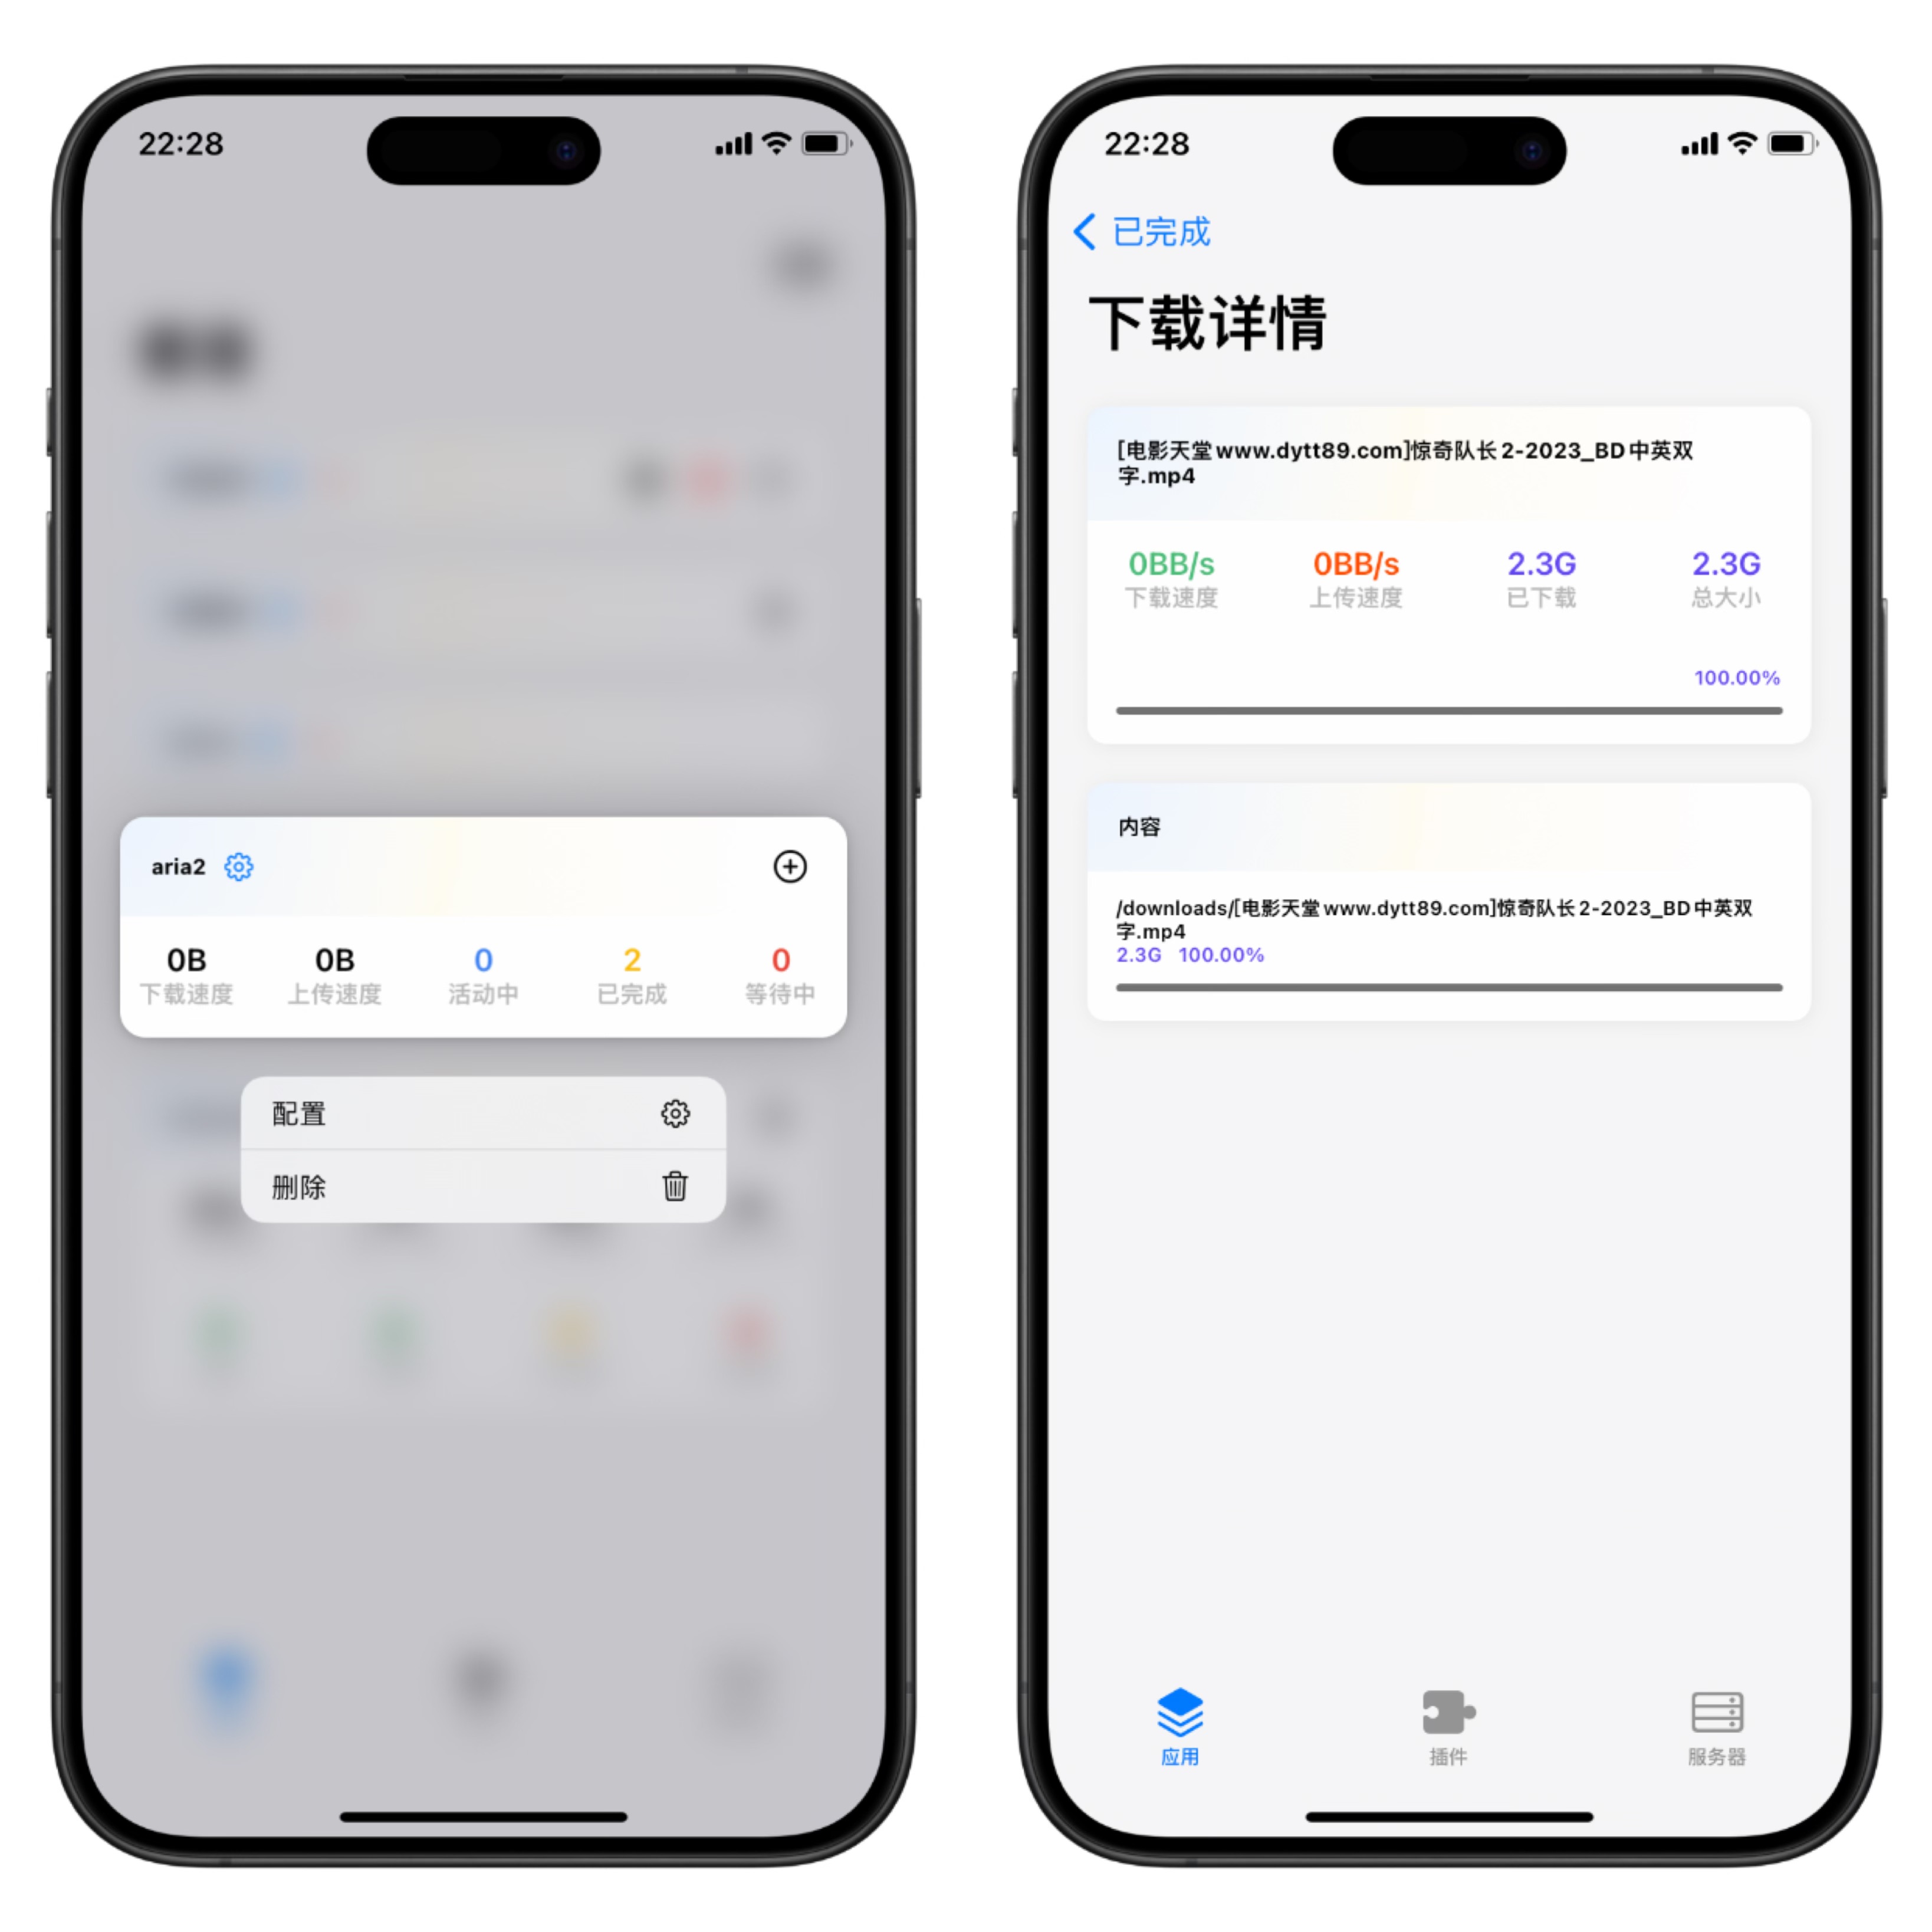 22:28
aria2
0B
0B
0
2
0
下载速度
上传速度
活动中
已完成
等待中
配置
删除
22:28
已完成
下载详情
[电影天堂www.dytt89.com]惊奇队长2-2023_BD中英双
字.mp4
0BB/s
0BB/s
2.3G
2.3G
下载速度
上传速度
已下载
总大小
100.00%
内容
/downloads/[电影天堂www.dytt89.com]惊奇队长2-2023_BD中英双
字.mp4
2.3G 100.00%
应用
插件
服务器